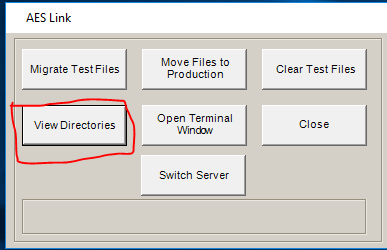 AES Link
Migrate Test Files
Move Files to
Production
Clear Test Files
View Directories
Open Terminal
Window
Close
Switch Server